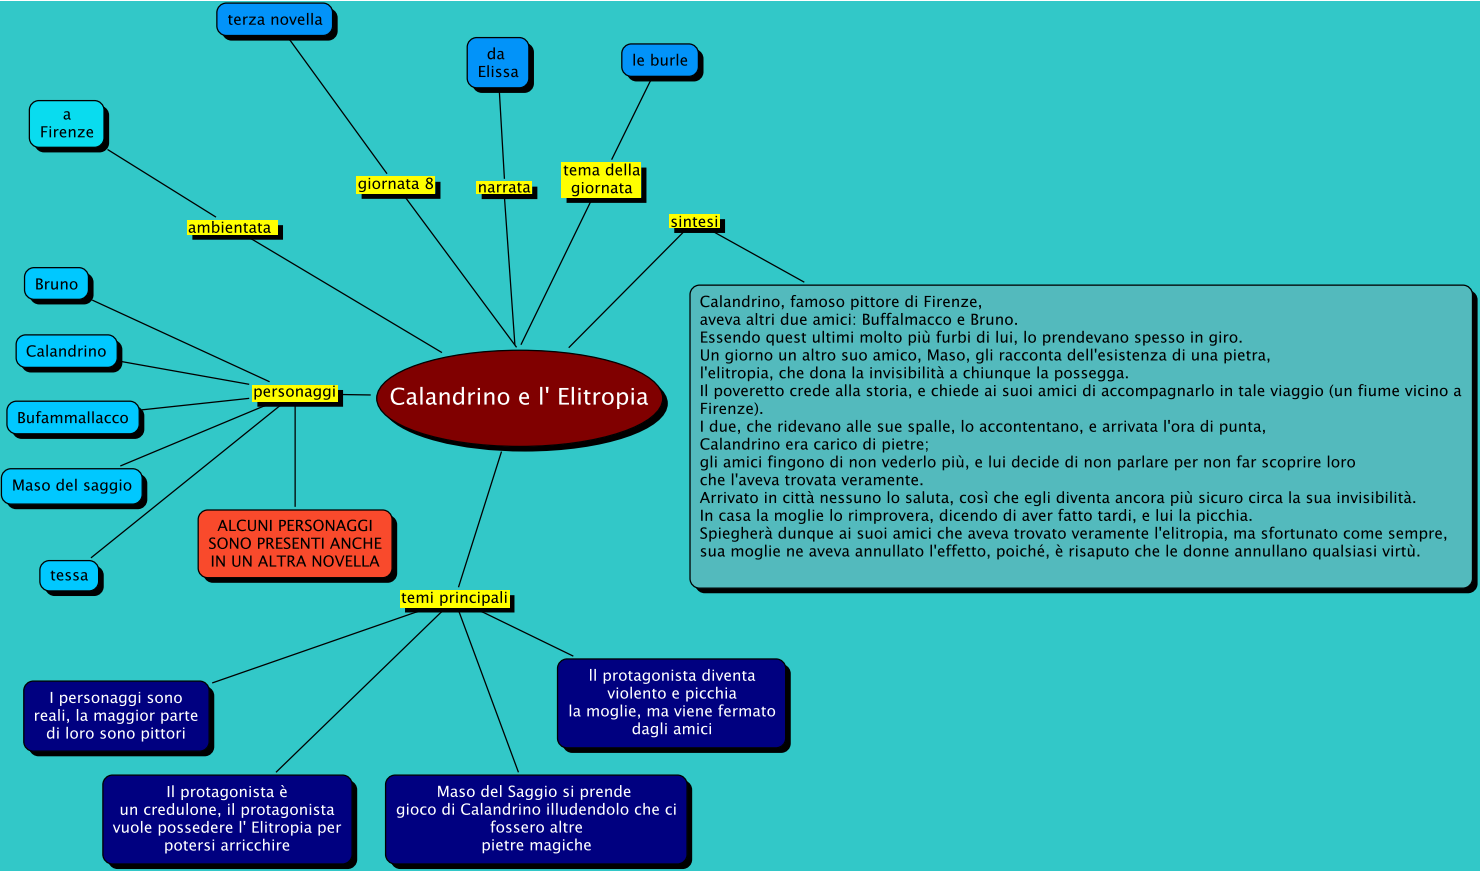 terza novella
da
Elissa
le burle
a
Firenze
giornata 8
narrata
tema della
giornata
sintesi
ambientata
Bruno
Calandrino
Bufammallacco
Maso del saggio
tessa
personaggi
Calandrino e l' Elitropia
ALCUNI PERSONAGGI
SONO PRESENTI ANCHE
IN UN ALTRA NOVELLA
Calandrino, famoso pittore di Firenze,
aveva altri due amici: Buffalmacco e Bruno.
Essendo quest ultimi molto più furbi di lui, lo prendevano spesso in giro.
Un giorno un altro suo amico, Maso, gli racconta dell'esistenza di una pietra,
l'elitropia, che dona la invisibilità a chiunque la possegga.
Il poveretto crede alla storia, e chiede ai suoi amici di accompagnarlo in tale viaggio (un fiume vicino a
Firenze).
I due, che ridevano alle sue spalle, lo accontentano, e arrivata l'ora di punta,
Calandrino era carico di pietre;
gli amici fingono di non vederlo più, e lui decide di non parlare per non far scoprire loro
che l'aveva trovata veramente.
Arrivato in città nessuno lo saluta, così che egli diventa ancora più sicuro circa la sua invisibilità.
In casa la moglie lo rimprovera, dicendo di aver fatto tardi, e lui la picchia.
Spiegherà dunque ai suoi amici che aveva trovato veramente l'elitropia, ma sfortunato come sempre,
sua moglie ne aveva annullato l'effetto, poiché, è risaputo che le donne annullano qualsiasi virtù.
temi principali
I personaggi sono
reali, la maggior parte
di loro sono pittori
Il protagonista è
un credulone, il protagonista
vuole possedere l' Elitropia per
potersi arricchire
Maso del Saggio si prende
gioco di Calandrino illudendolo che ci
fossero altre
pietre magiche
Il protagonista diventa
violento e picchia
la moglie, ma viene fermato
dagli amici